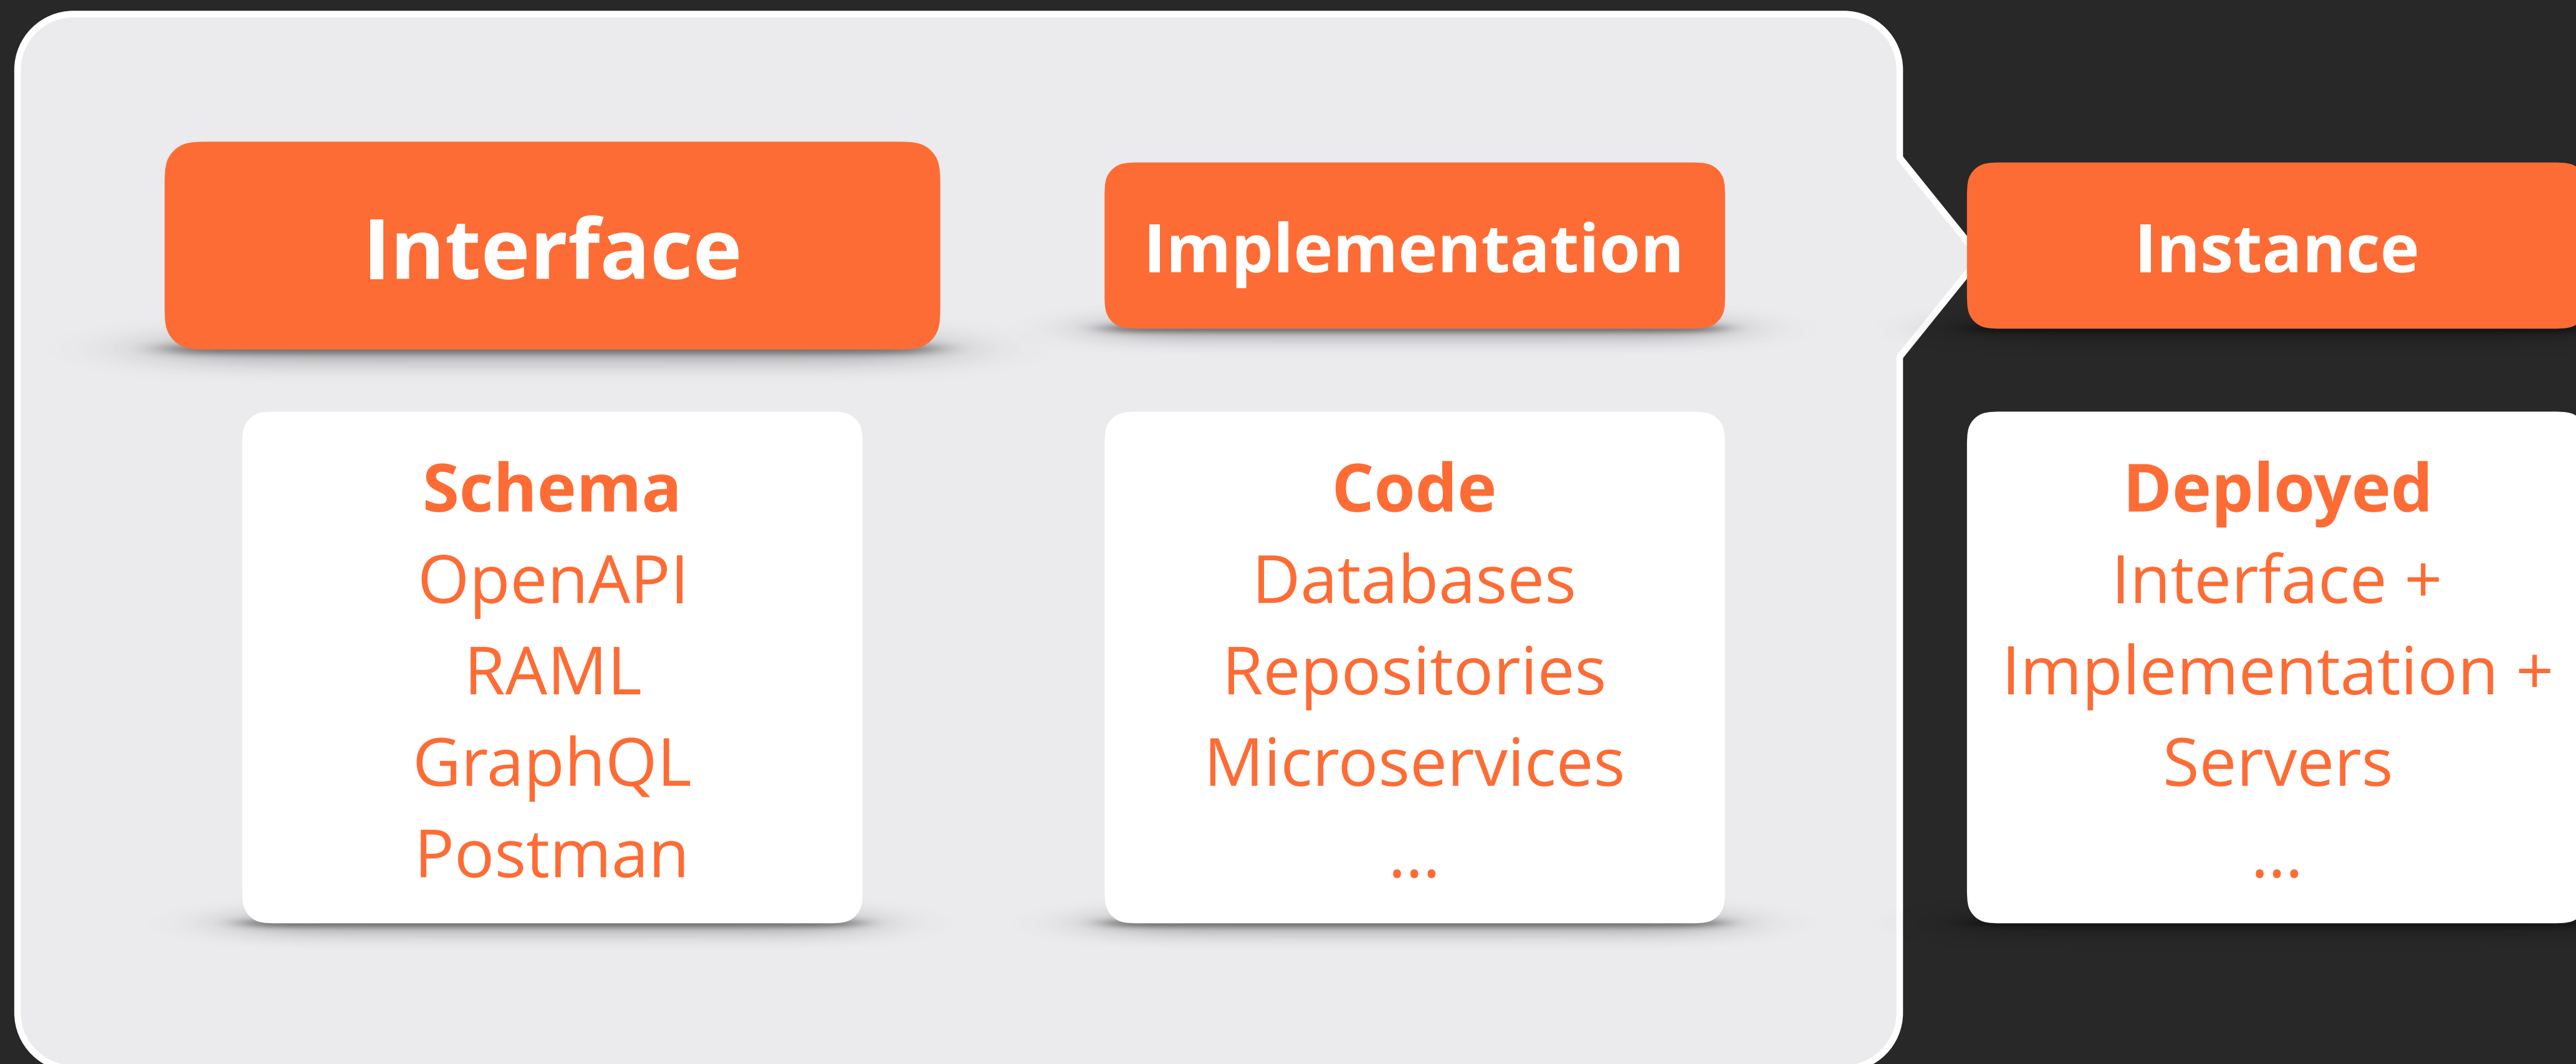 Interface
Schema
OpenAPI
RAML
GraphQL
Postman
Implementation
Code
Databases
Repositories
Microservices
...
Instance
Deployed
Interface +
Implementation +
Servers
...